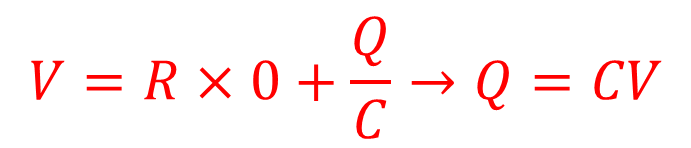 V = R × 0 + Q/C → Q = CV